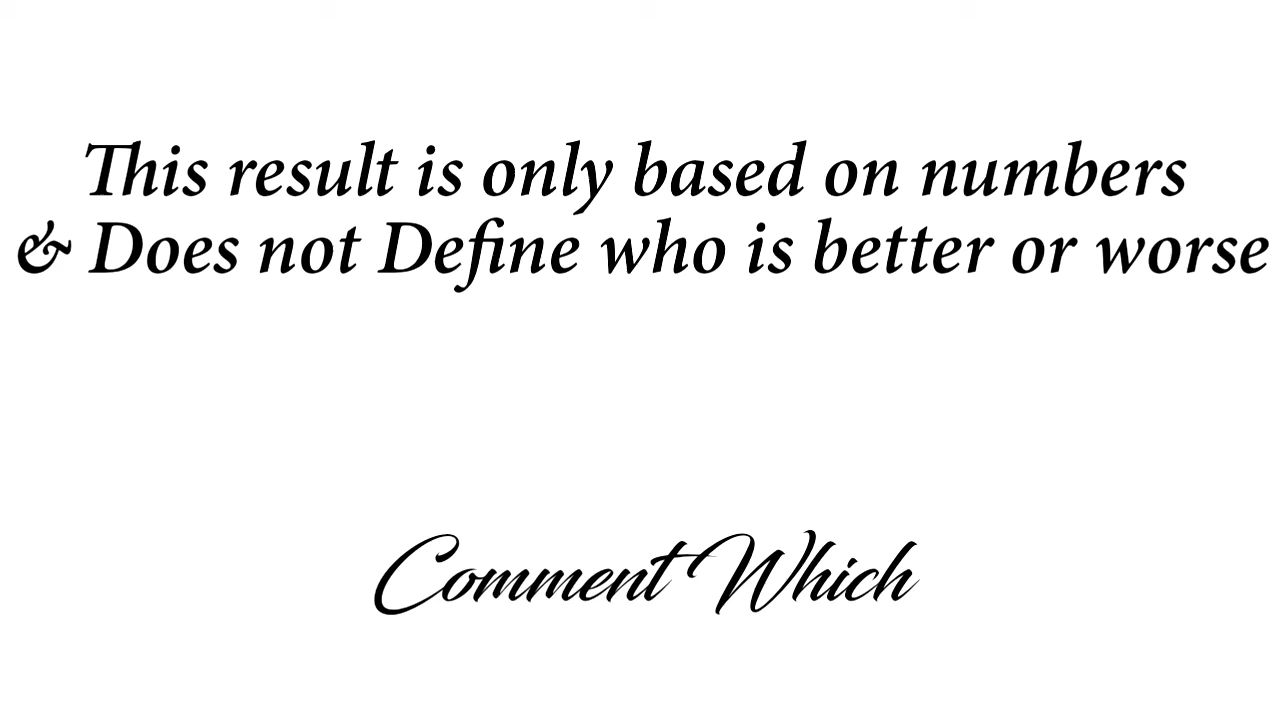 This result is only based on numbers
& Does not Define who is better or worse
Comment Which